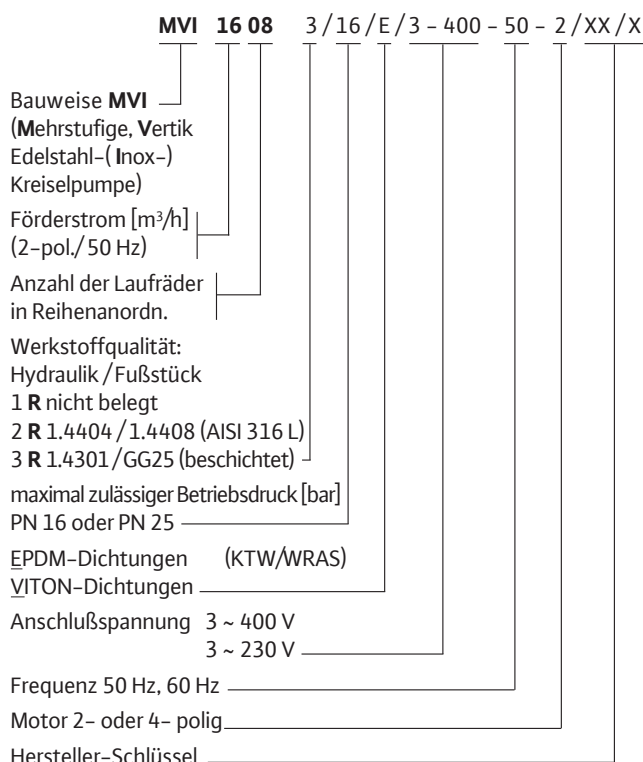 MVI 16 08 3/16/E/3 - 400 - 50 - 2/XX/X
Bauweise MVI
(Mehrstufige, Vertik
Edelstahl-( Inox-)
Kreiselpumpe)
Förderstrom [m³/h]
(2-pol./ 50 Hz)
Anzahl der Laufräder
in Reihenanordn.
Werkstoffqualität:
Hydraulik / Fußstück
1 R nicht belegt
2 R 1.4404 / 1.4408 (AISI 316 L)
3 R 1.4301/GG25 (beschichtet)
maximal zulässiger Betriebsdruck [bar]
PN 16 oder PN 25
EPDM-Dichtungen (KTW/WRAS)
VITON-Dichtungen
Anschlußspannung 3 ~ 400 V
3 ~ 230 V
Frequenz 50 Hz, 60 Hz
Motor 2- oder 4- polig
Hersteller-Schlüssel